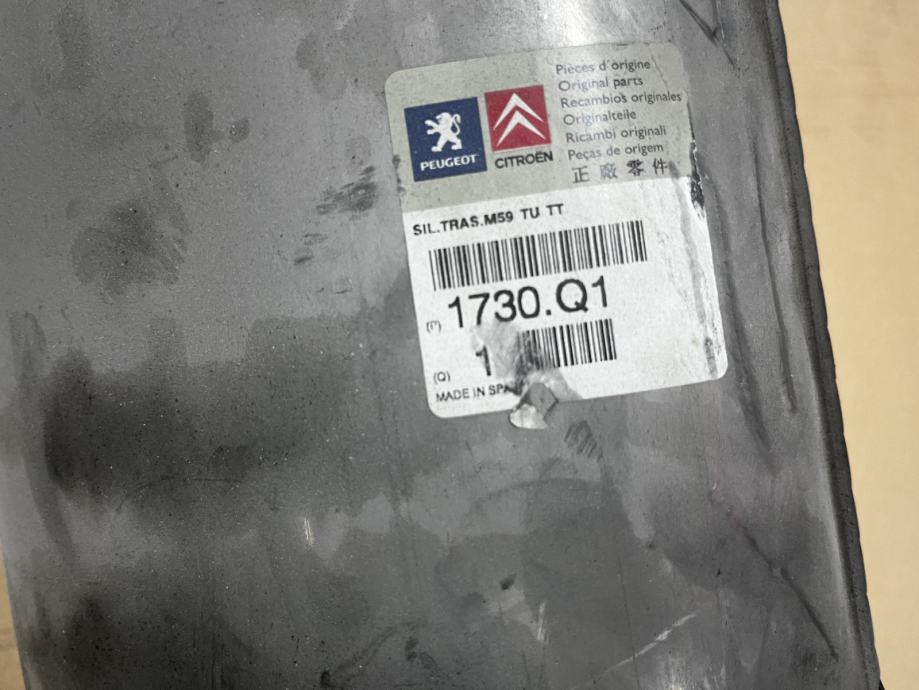 PEUGEOT
CITROËN
Pièces d'origine
Original parts
Recambios originales
Originalteile
Ricambi originali
Peças de origem
正廠零件
SIL.TRAS.M59 TU TT
(P) 1730.Q1
(Q) 1
MADE IN